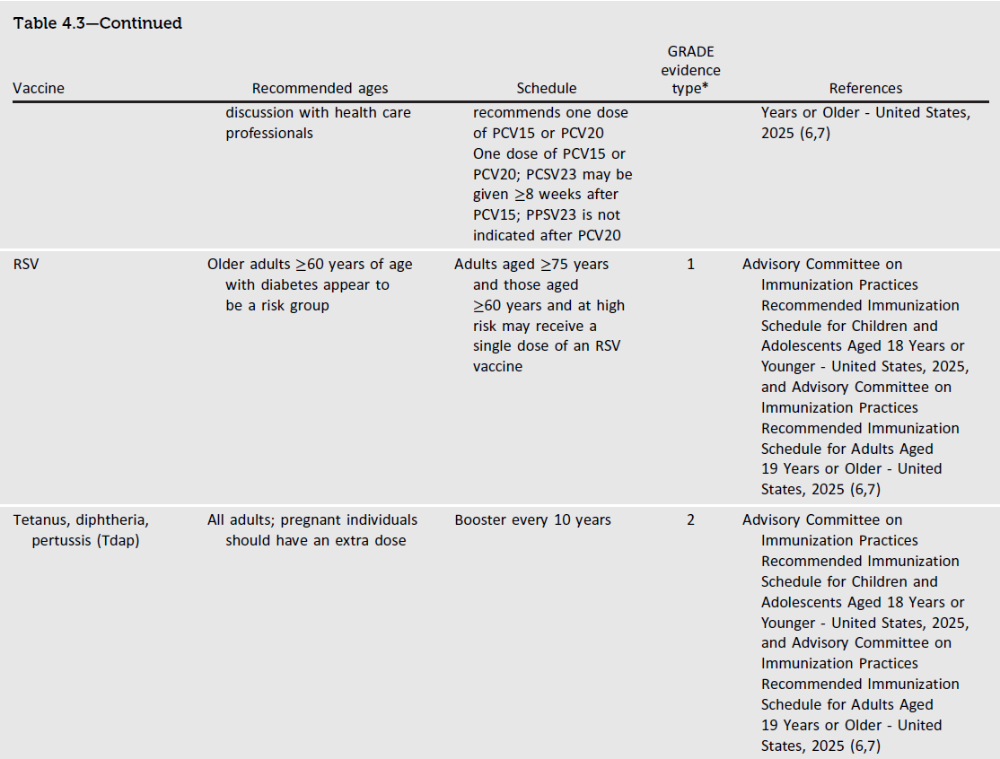 Table 4.3—Continued
Vaccine
Recommended ages
Schedule
GRADE
evidence
type*
References
discussion with health care
professionals
recommends one dose
of PCV15 or PCV20
One dose of PCV15 or
PCV20; PCSV23 may be
given ≥8 weeks after
PCV15; PPSV23 is not
indicated after PCV20
Years or Older - United States,
2025 (6,7)
RSV
Older adults ≥60 years of age
with diabetes appear to
be a risk group
Adults aged ≥75 years
and those aged
≥60 years and at high
risk may receive a
single dose of an RSV
vaccine
1
Advisory Committee on
Immunization Practices
Recommended Immunization
Schedule for Children and
Adolescents Aged 18 Years or
Younger - United States, 2025,
and Advisory Committee on
Immunization Practices
Recommended Immunization
Schedule for Adults Aged
19 Years or Older - United
States, 2025 (6,7)
Tetanus, diphtheria,
pertussis (Tdap)
All adults; pregnant individuals
should have an extra dose
Booster every 10 years
2
Advisory Committee on
Immunization Practices
Recommended Immunization
Schedule for Children and
Adolescents Aged 18 Years or
Younger - United States, 2025,
and Advisory Committee on
Immunization Practices
Recommended Immunization
Schedule for Adults Aged
19 Years or Older - United
States, 2025 (6,7)